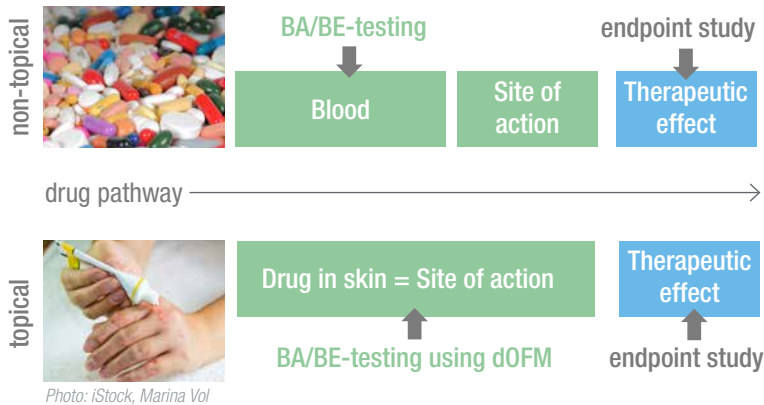 non-topical
BA/BE-testing
endpoint study
Blood
Site of
action
Therapeutic
effect
drug pathway
topical
Drug in skin = Site of action
Therapeutic
effect
BA/BE-testing using dOFM
endpoint study
Photo: iStock, Marina Vol